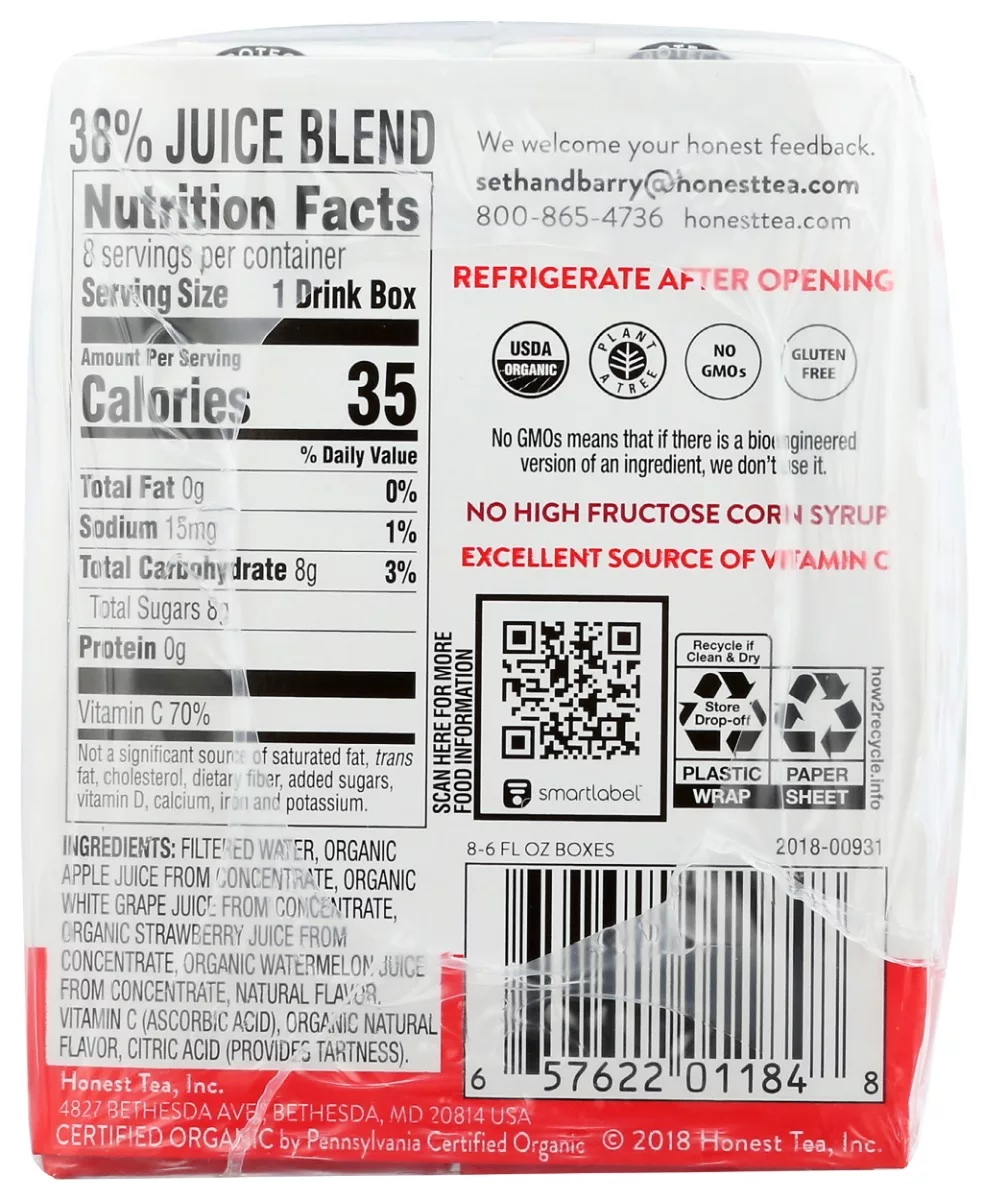 38% JUICE BLEND
Nutrition Facts
8 servings per container
Serving Size 1 Drink Box
Amount Per Serving
Calories 35
% Daily Value
Total Fat 0g 0%
Sodium 15mg 1%
Total Carbohydrate 8g 3%
Total Sugars 8g
Protein 0g
Vitamin C 70%
Not a significant source of saturated fat, trans
fat, cholesterol, dietary fiber, added sugars,
vitamin D, calcium, iron and potassium.
INGREDIENTS: FILTERED WATER, ORGANIC
APPLE JUICE FROM CONCENTRATE, ORGANIC
WHITE GRAPE JUICE FROM CONCENTRATE,
ORGANIC STRAWBERRY JUICE FROM
CONCENTRATE, ORGANIC WATERMELON JUICE
FROM CONCENTRATE, NATURAL FLAVOR,
VITAMIN C (ASCORBIC ACID), ORGANIC NATURAL
FLAVOR, CITRIC ACID (PROVIDES TARTNESS).
We welcome your honest feedback.
sethandbarry@honesttea.com
800-865-4736 honesttea.com
REFRIGERATE AFTER OPENING
USDA
ORGANIC
PLANT
A TREE
NO
GMOs
GLUTEN
FREE
No GMOs means that if there is a bioengineered
version of an ingredient, we don't use it.
NO HIGH FRUCTOSE CORN SYRUP
EXCELLENT SOURCE OF VITAMIN C
SCAN HERE FOR MORE
FOOD INFORMATION
smartlabel™
Recycle if
Clean & Dry
Store
Drop-off
PLASTIC
WRAP
PAPER
SHEET
how2recycle.info
8-6 FL OZ BOXES 2018-00931
6 57622 01184 8
Honest Tea, Inc.
4827 BETHESDA AVE, BETHESDA, MD 20814 USA
CERTIFIED ORGANIC by Pennsylvania Certified Organic © 2018 Honest Tea, Inc.